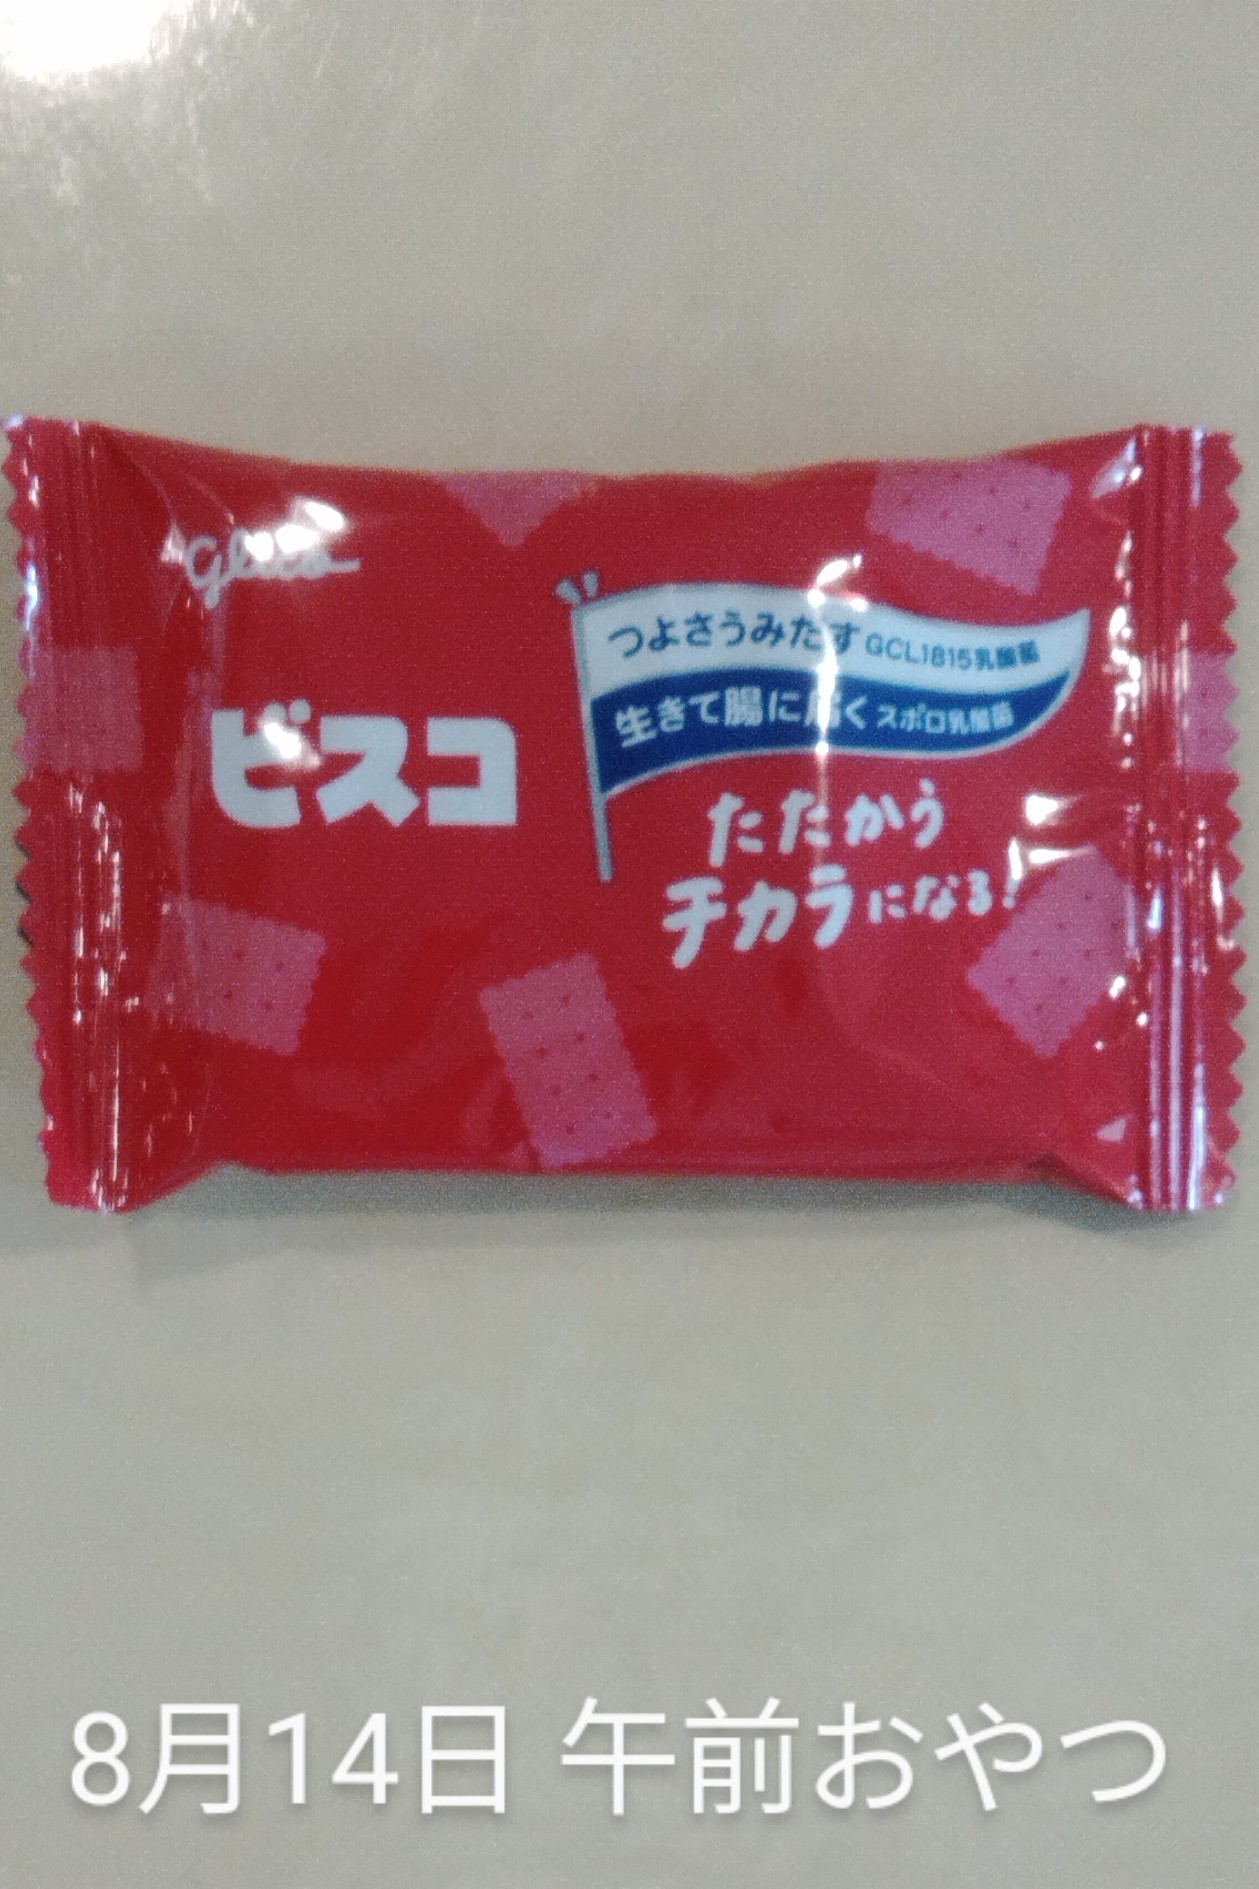 Glico
ビスコ
つよさうみだす GCL1815乳酸菌
生きて腸に届く スポロ乳酸菌
たたかう
チカラになる!
8月14日 午前おやつ